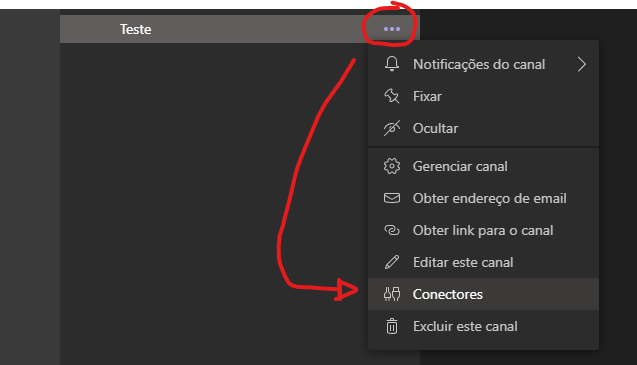 Teste
Notificações do canal
Fixar
Ocultar
Gerenciar canal
Obter endereço de email
Obter link para o canal
Editar este canal
Conectores
Excluir este canal